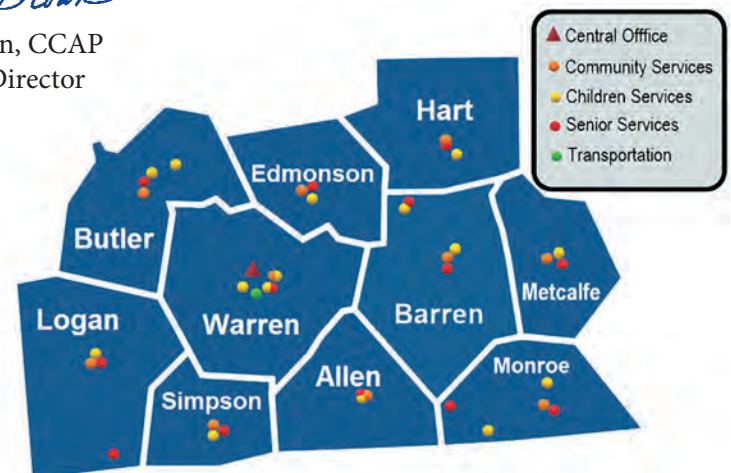 n, CCAP
Director
Central Offfice
Community Services
Children Services
Senior Services
Transportation
Hart
Edmonson
Butler
Metcalfe
Barren
Logan
Warren
Allen
Monroe
Simpson